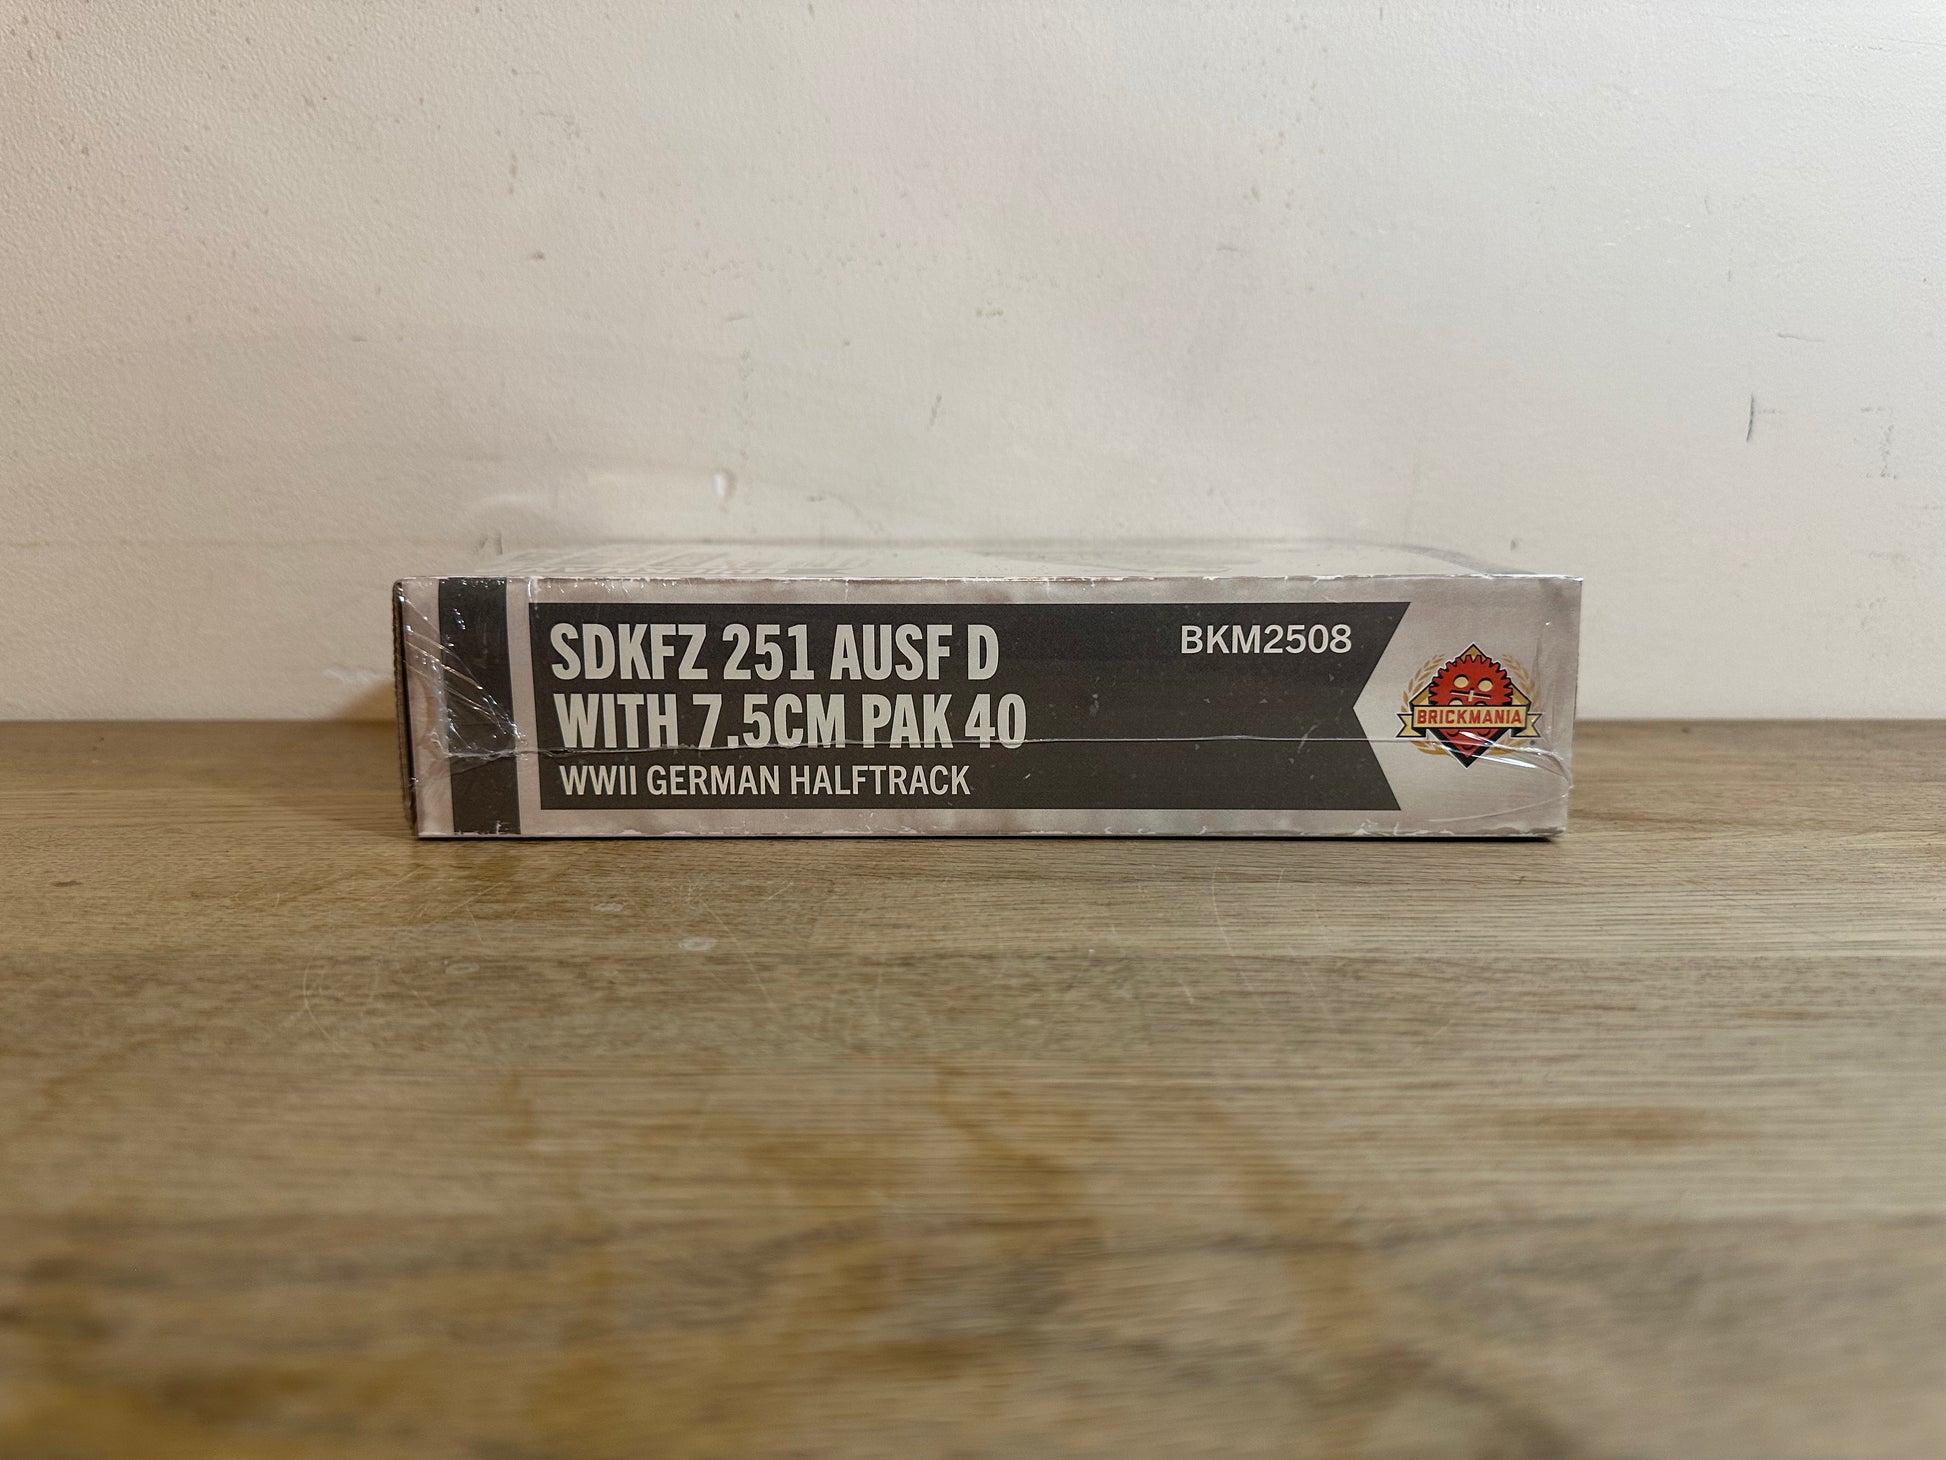 SDKFZ 251 AUSF D
WITH 7.5CM PAK 40
WWII GERMAN HALFTRACK
BKM2508
BRICKMANIA